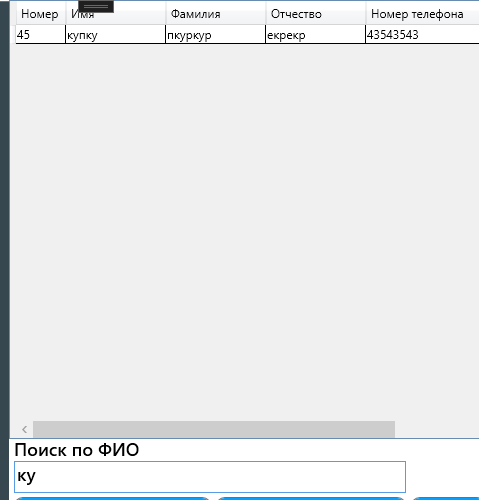 Номер Имя Фамилия Отчество Номер телефона
45 купку пкуркур екрекр 43543543
Поиск по ФИО
ку